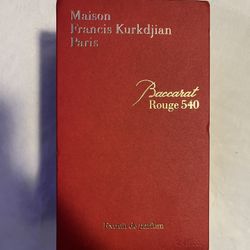 Maison
Francis Kurkdjian
Paris
Baccarat
Rouge 540
Extrait de parfum